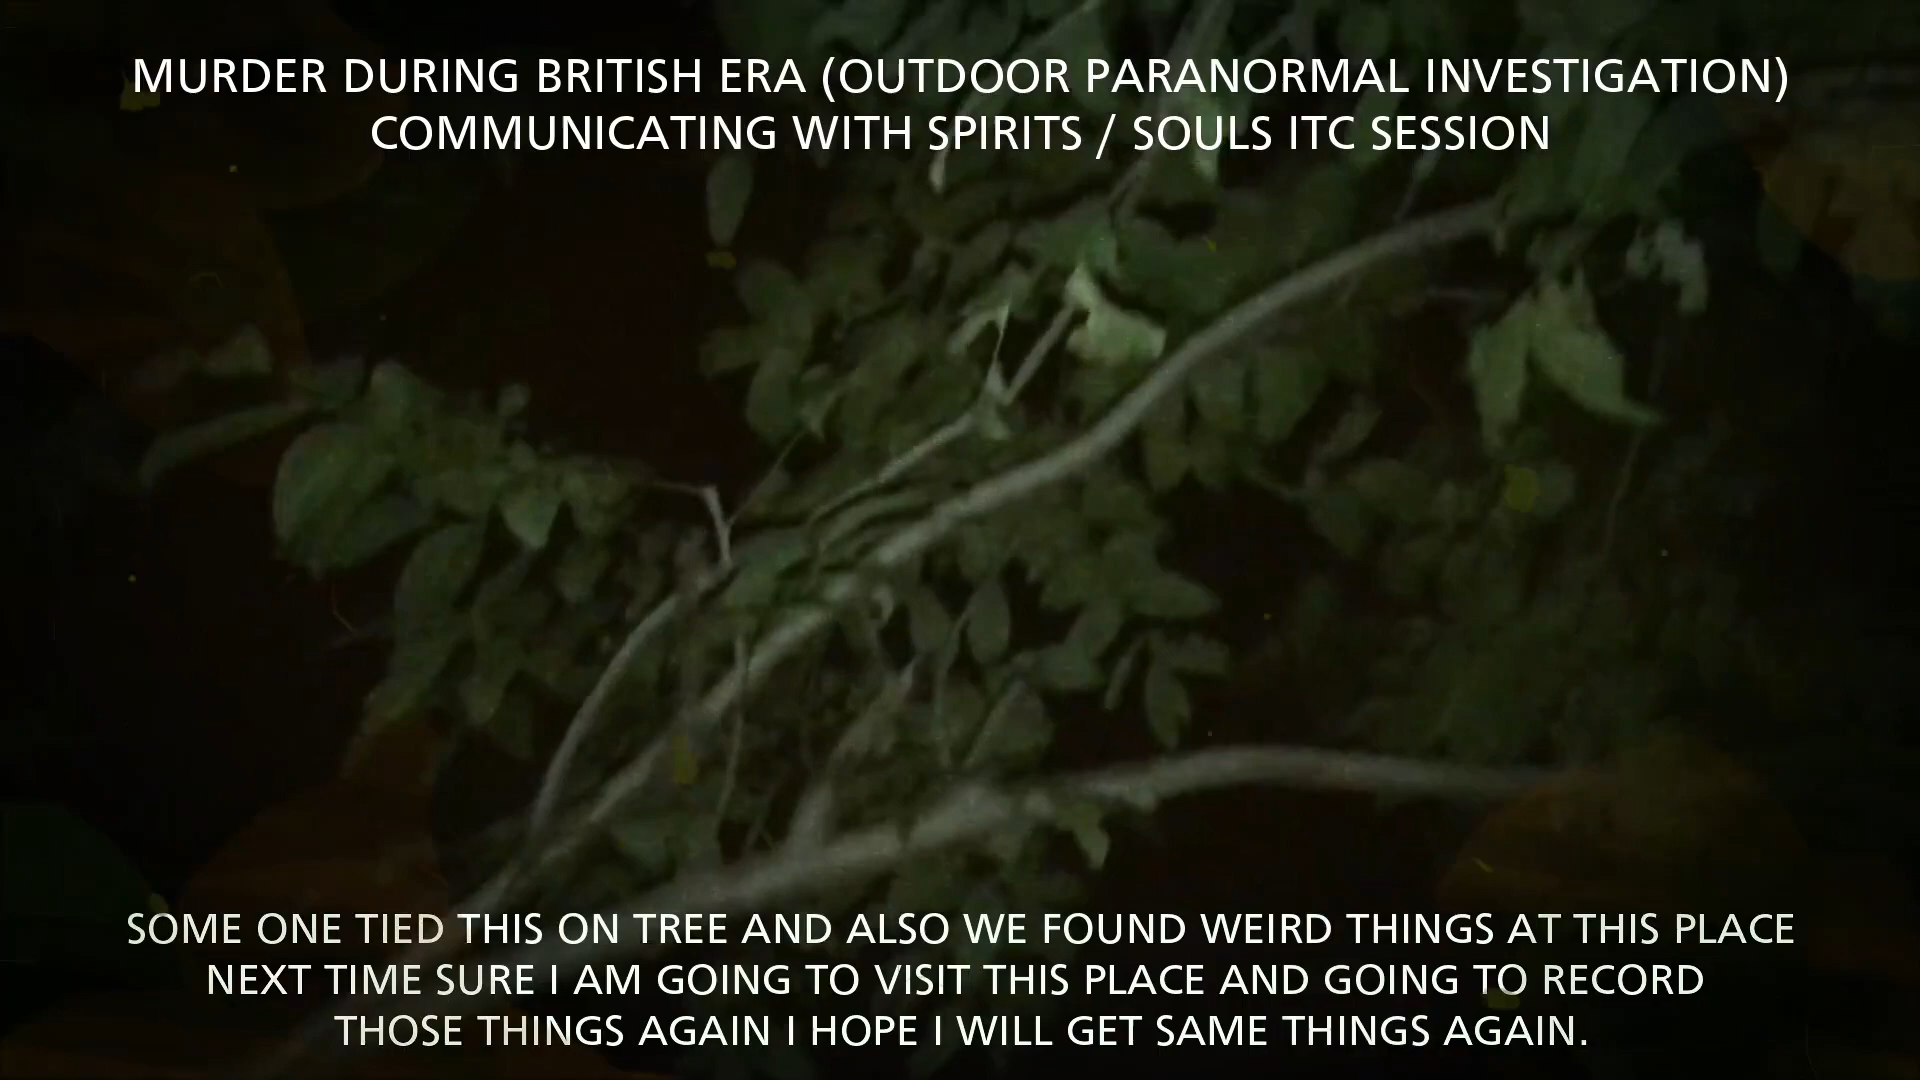 MURDER DURING BRITISH ERA (OUTDOOR PARANORMAL INVESTIGATION)
COMMUNICATING WITH SPIRITS / SOULS ITC SESSION
SOME ONE TIED THIS ON TREE AND ALSO WE FOUND WEIRD THINGS AT THIS PLACE
NEXT TIME SURE I AM GOING TO VISIT THIS PLACE AND GOING TO RECORD
THOSE THINGS AGAIN I HOPE I WILL GET SAME THINGS AGAIN.